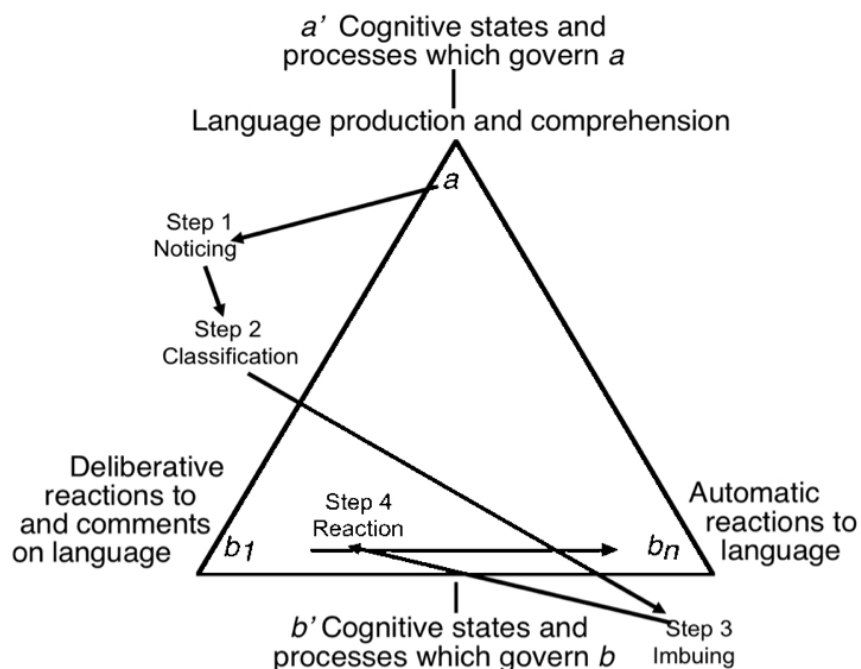 a' Cognitive states and
processes which govern a
Language production and comprehension
a
Step 1
Noticing
Step 2
Classification
Deliberative
reactions to
and comments
on language
b1
Step 4
Reaction
bn
Automatic
reactions to
language
b' Cognitive states and
processes which govern b
Step 3
Imbuing